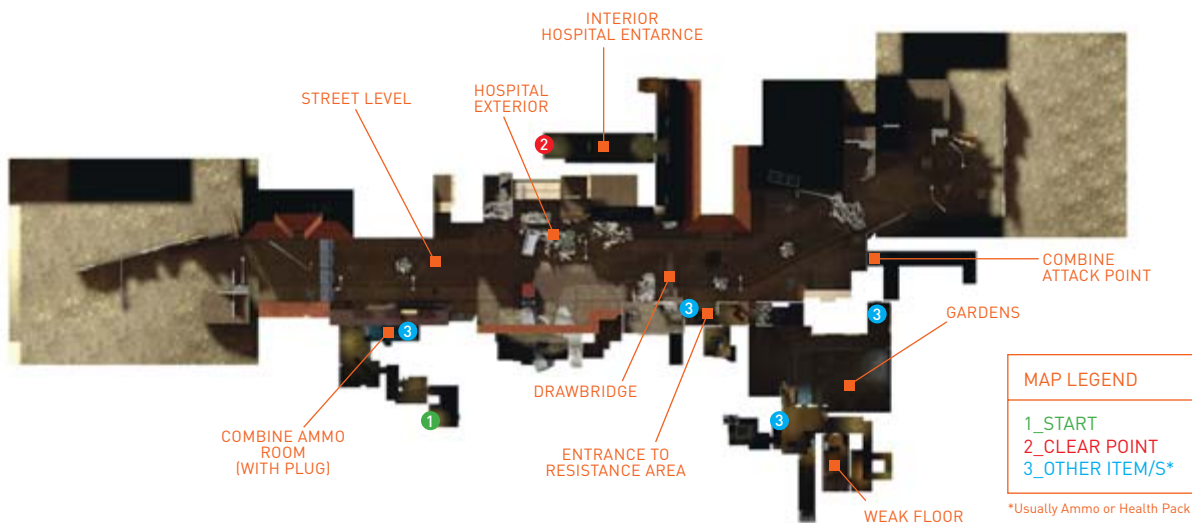 INTERIOR
HOSPITAL ENTARNCE
STREET LEVEL
HOSPITAL
EXTERIOR
2
COMBINE
ATTACK POINT
3
3
3
GARDENS
DRAWBRIDGE
1
3
COMBINE AMMO
ROOM
(WITH PLUG)
ENTRANCE TO
RESISTANCE AREA
WEAK FLOOR
MAP LEGEND
1_START
2_CLEAR POINT
3_OTHER ITEM/S*
*Usually Ammo or Health Pack